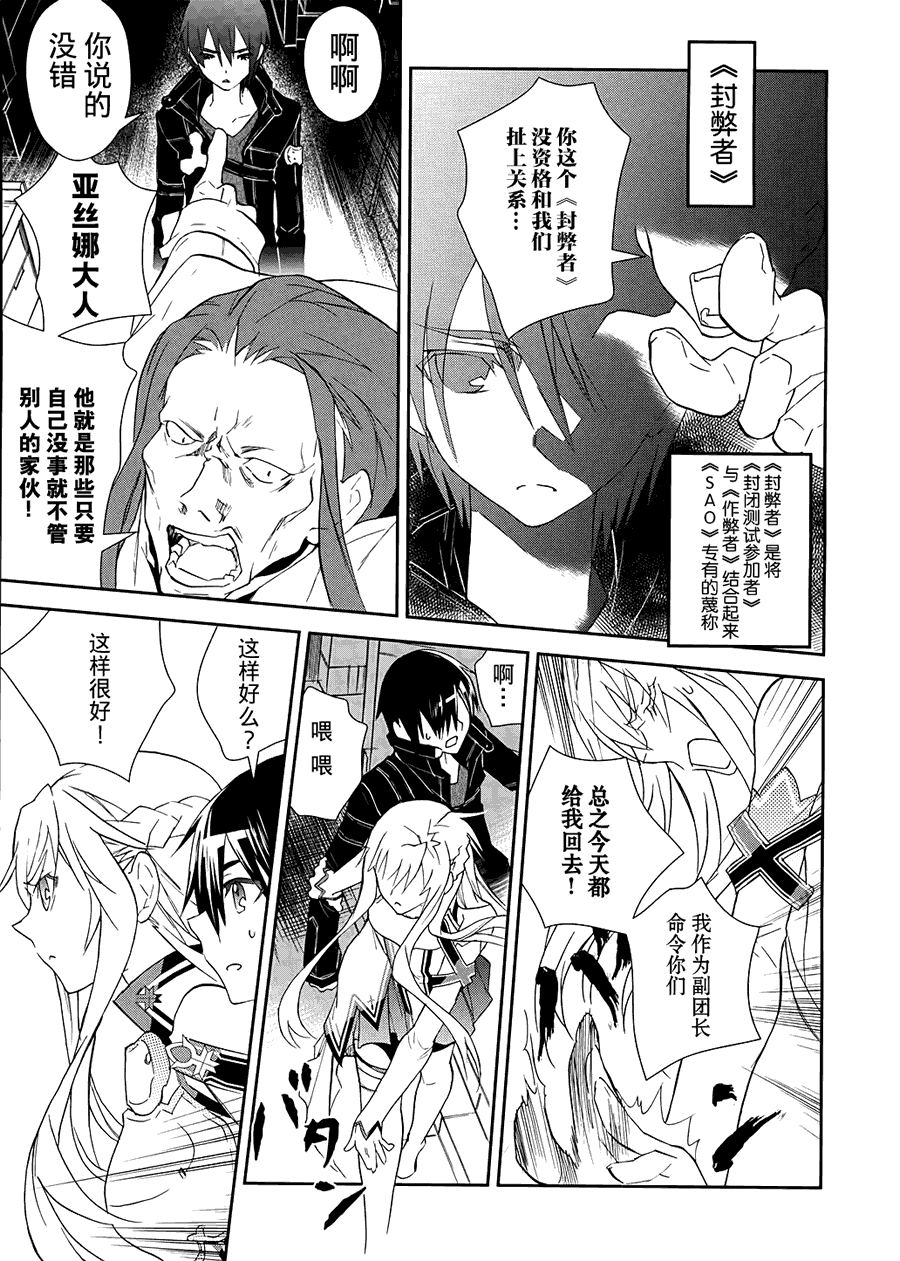 《封弊者》
你这个《封弊者》
没资格和我们
扯上关系…
《封弊者》是将
《封闭测试参加者》
与《作弊者》结合起来
《SAO》专有的蔑称
啊啊
你说的
没错
亚丝娜大人
他就是那些只要
自己没事就不管
别人的家伙！
总之今天都
给我回去！
我作为副团长
命令你们
啊…
喂
喂
バタ
这样好么？
这样很好！